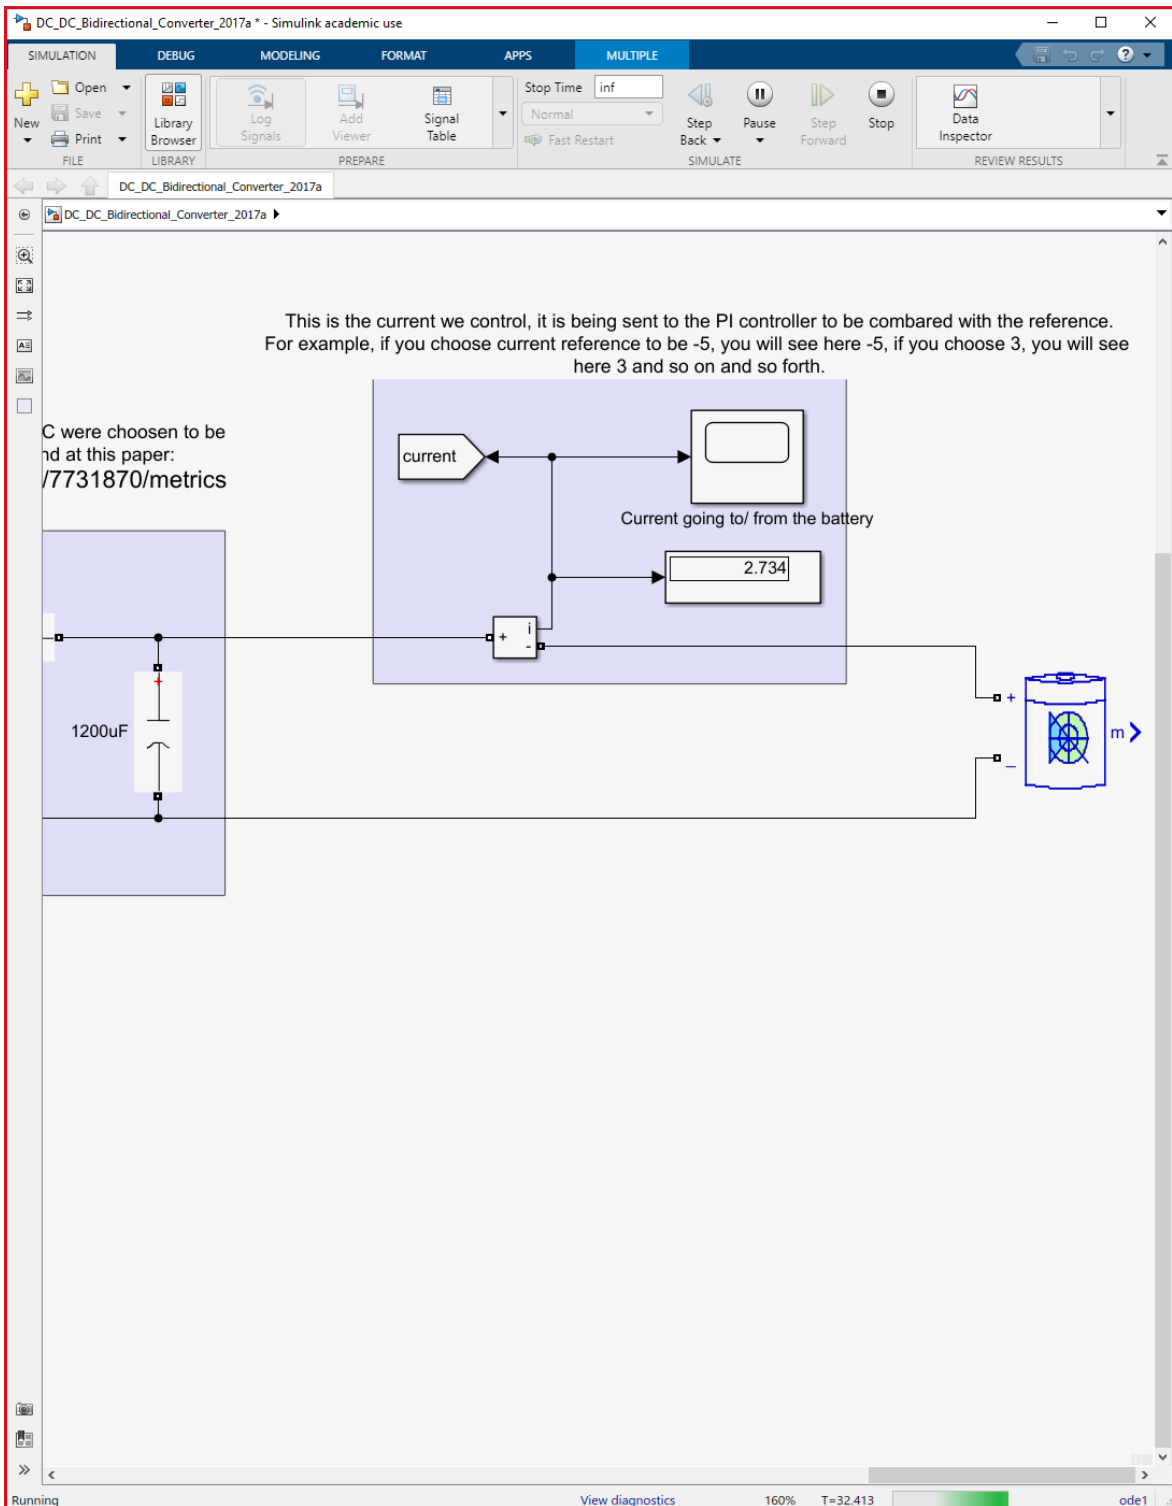 DC_DC_Bidirectional_Converter_2017a * - Simulink academic use
SIMULATION DEBUG MODELING FORMAT APPS MULTIPLE
New
Open
Save
Print
FILE
Library
Browser
LIBRARY
Log
Signals
Add
Viewer
Signal
Table
PREPARE
Stop Time inf
Normal
Fast Restart
Step
Back
Pause
Step
Forward
Stop
SIMULATE
Data
Inspector
REVIEW RESULTS
DC_DC_Bidirectional_Converter_2017a
DC_DC_Bidirectional_Converter_2017a
This is the current we control, it is being sent to the PI controller to be combared with the reference.
For example, if you choose current reference to be -5, you will see here -5, if you choose 3, you will see
here 3 and so on and so forth.
C were choosen to be
nd at this paper:
/7731870/metrics
current
Current going to/ from the battery
2.734
+ i
-
+
1200uF
+
m
_
Running View diagnostics 160% T=32.413 ode1